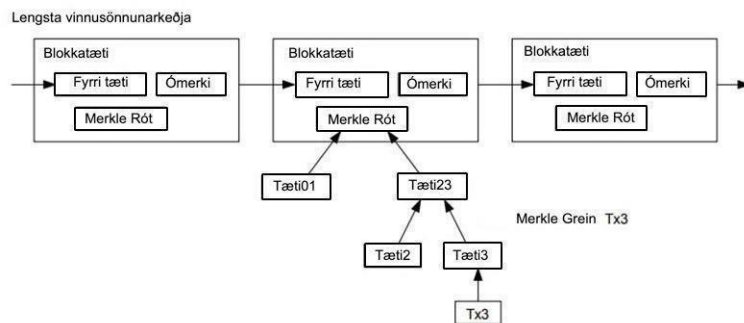 Lengsta vinnusönnunarkeðja
Blokkatæti
Fyrri tæti
Ómerki
Merkle Rót
Blokkatæti
Fyrri tæti
Ómerki
Merkle Rót
Blokkatæti
Fyrri tæti
Ómerki
Merkle Rót
Tæti01
Tæti23
Merkle Grein Tx3
Tæti2
Tæti3
Tx3